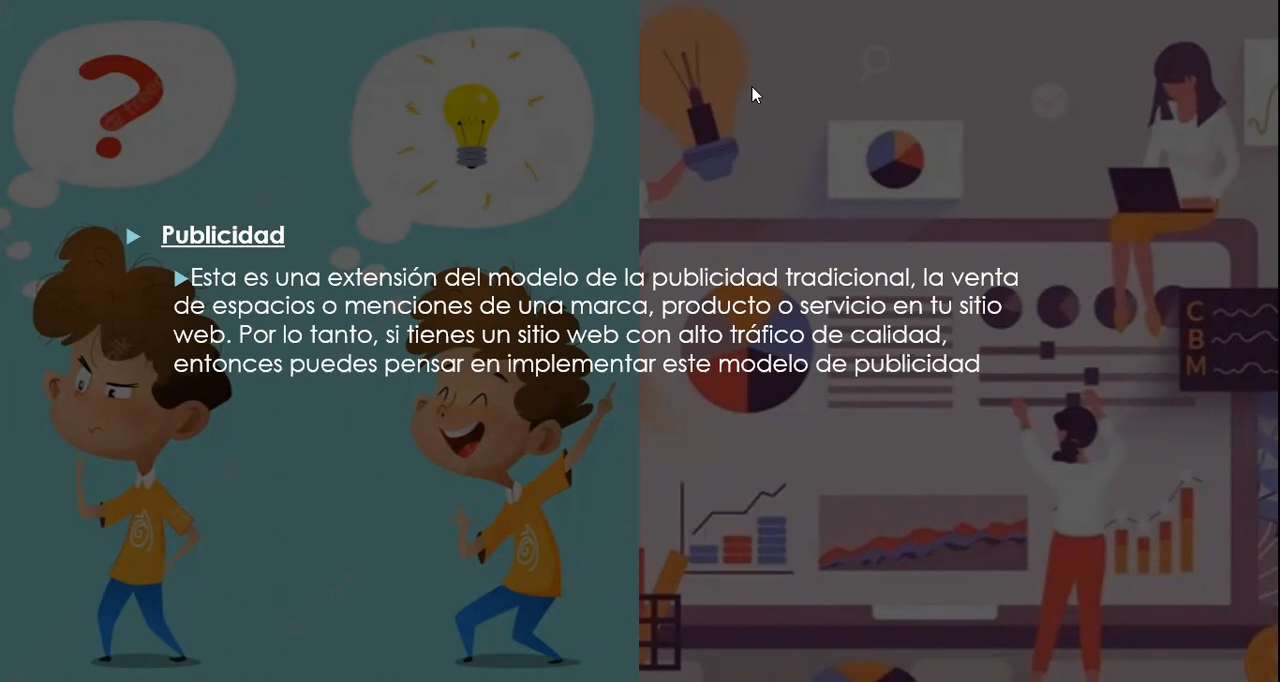 Publicidad
Esta es una extensión del modelo de la publicidad tradicional, la venta
de espacios o menciones de una marca, producto o servicio en tu sitio
web. Por lo tanto, si tienes un sitio web con alto tráfico de calidad,
entonces puedes pensar en implementar este modelo de publicidad
?
C
B
M